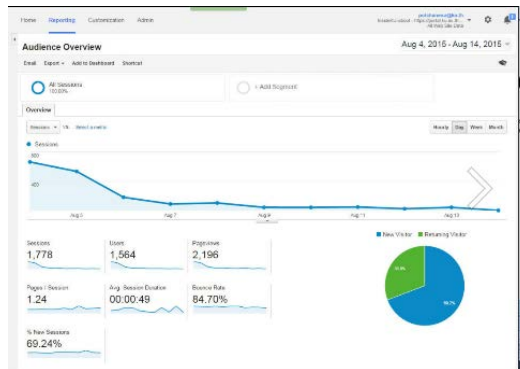 Home Reporting Customization Admin
Audience Overview
Aug 4, 2015 - Aug 14, 2015
Email Export Add to Dashboard Shortcut
All Sessions
100.00%
+ Add Segment
Overview
Sessions VS. Select a metric
Hourly Day Week Month
Sessions
800
400
Aug 5 Aug 7 Aug 9 Aug 11 Aug 13
New Visitor Returning Visitor
Sessions Users Pageviews
1,778 1,564 2,196
Pages / Session Avg. Session Duration Bounce Rate
1.24 00:00:49 84.70%
% New Sessions
69.24%